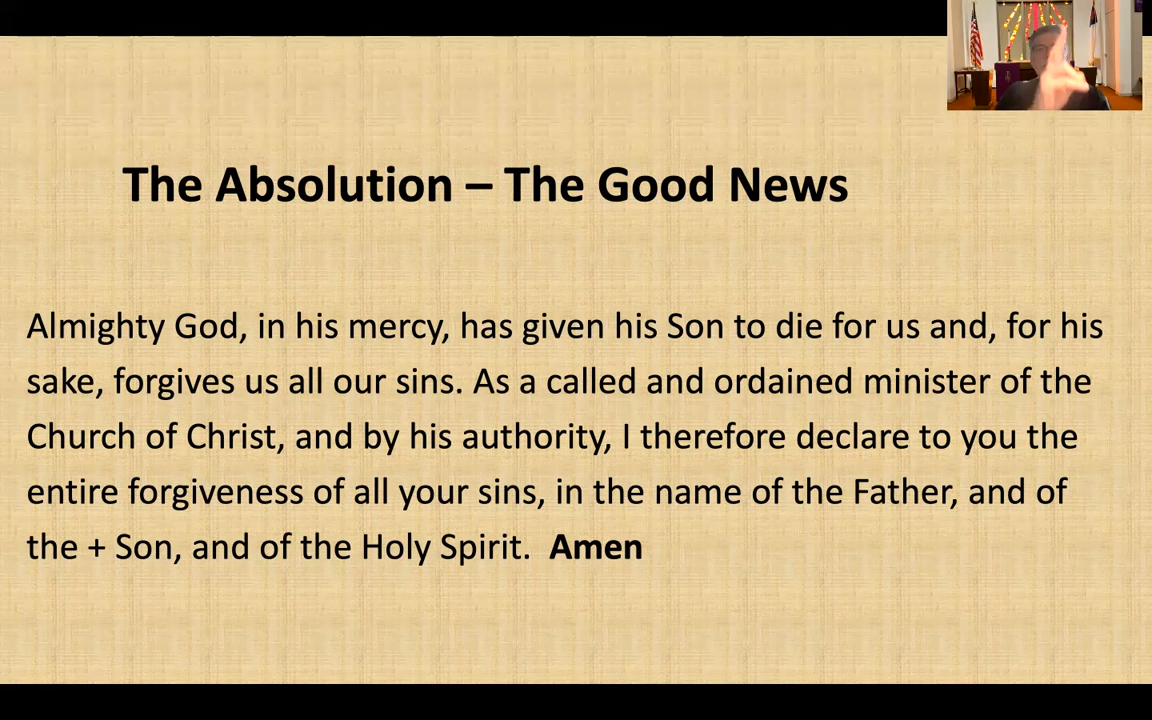 The Absolution – The Good News
Almighty God, in his mercy, has given his Son to die for us and, for his
sake, forgives us all our sins. As a called and ordained minister of the
Church of Christ, and by his authority, I therefore declare to you the
entire forgiveness of all your sins, in the name of the Father, and of
the + Son, and of the Holy Spirit.  Amen